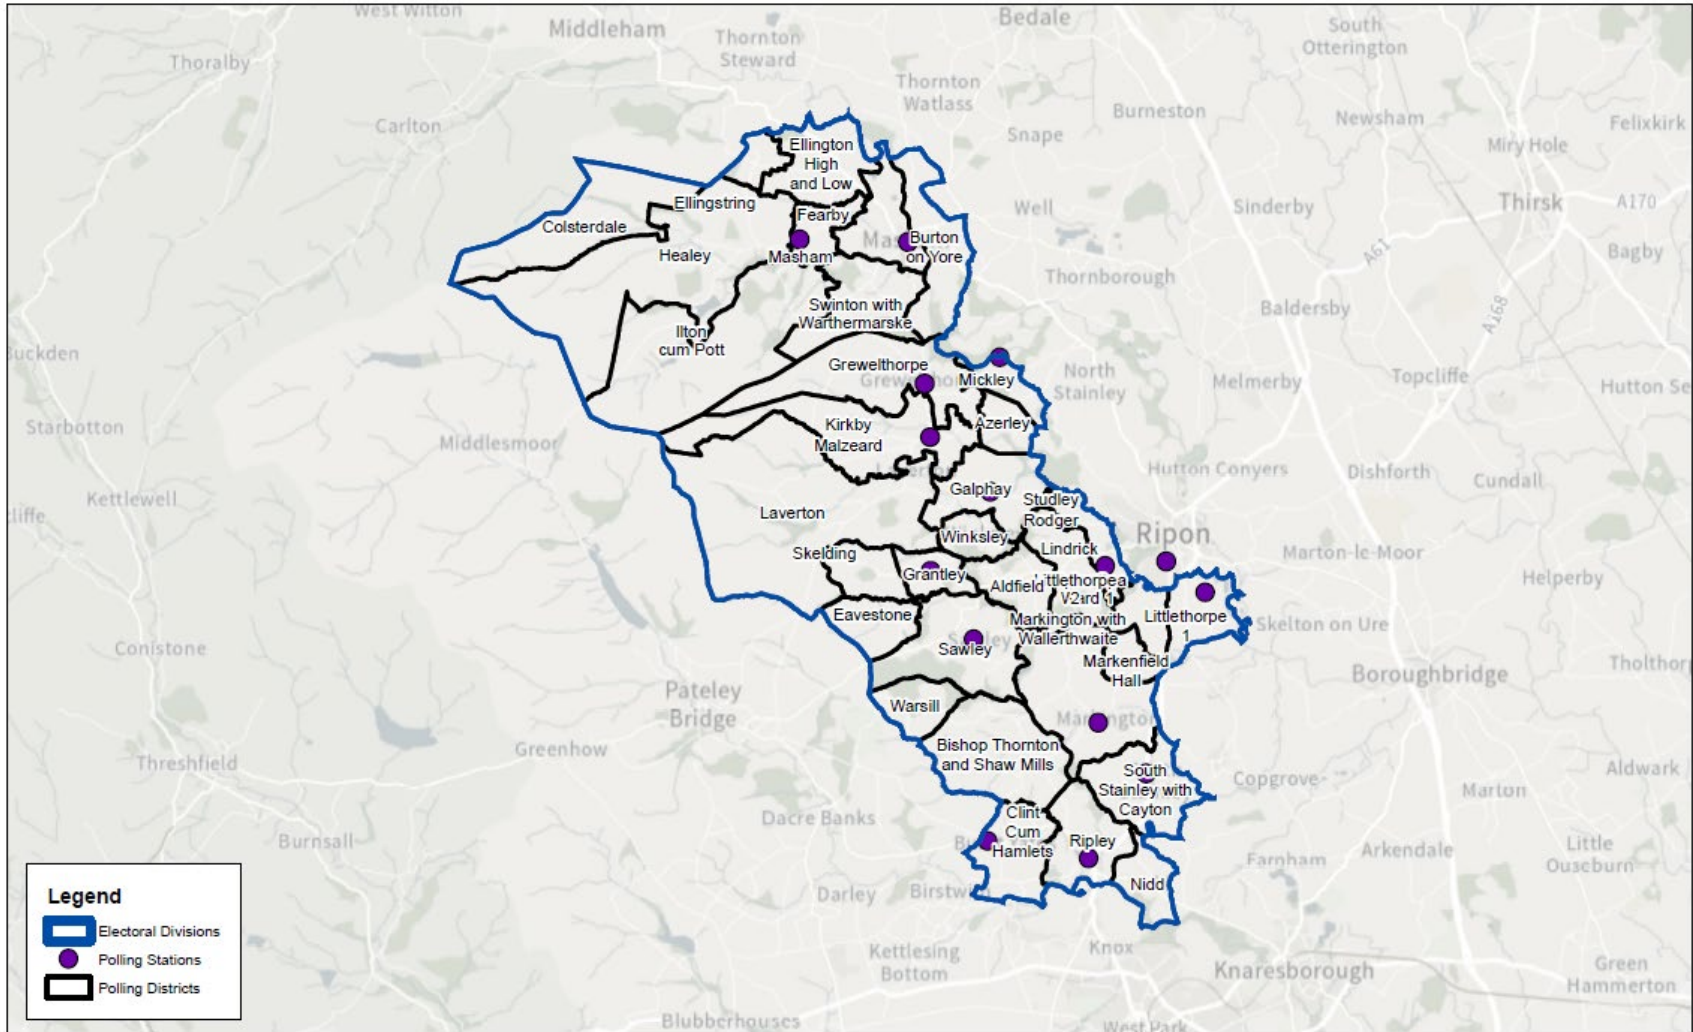 West Witton
Middleham
Bedale
South
Otterington
Thoralby
Thornton
Steward
Thornton
Watlass
Burneston
Newsham
Felixkirk
Carlton
Snape
Miry Hole
Ellington
High
and Low
Thirsk
A170
Ellingstring
Fearby
Well
Sinderby
Colsterdale
Burton
on Yore
Healey
Masham
A61
Bagby
Thornborough
Swinton with
Warthermarske
Baldersby
A168
Ilton
cum Pott
Buckden
Grewelthorpe
Mickley
North
Stainley
Melmerby
Topcliffe
Hutton Se
Starbotton
Kirkby
Malzeard
Azerley
Middlesmoor
Hutton Conyers
Dishforth
Cundall
Kettlewell
Galphay
Studley
Rodger
Laverton
Winksley
Lindrick
Ripon
Marton-le-Moor
Skelding
Grantley
Aldfield
Helperby
Eavestone
Markington with
Wallerthwaite
Littlethorpe
1
Skelton on Ure
Conistone
Sawley
Markenfield
Hall
Boroughbridge
Tholthorp
Pateley
Bridge
Warsill
Markington
Greenhow
Bishop Thornton
and Shaw Mills
Threshfield
South
Stainley with
Cayton
Copgrove
Aldwark
Marton
Dacre Banks
Clint
Cum
Hamlets
Ripley
Burnsall
Farnham
Arkendale
Little
Ouseburn
Nidd
Darley
Birstwith
Legend
Electoral Divisions
Polling Stations
Polling Districts
Kettlesing
Bottom
Knox
Knaresborough
Green
Hammerton
Blubberhouses
West Park